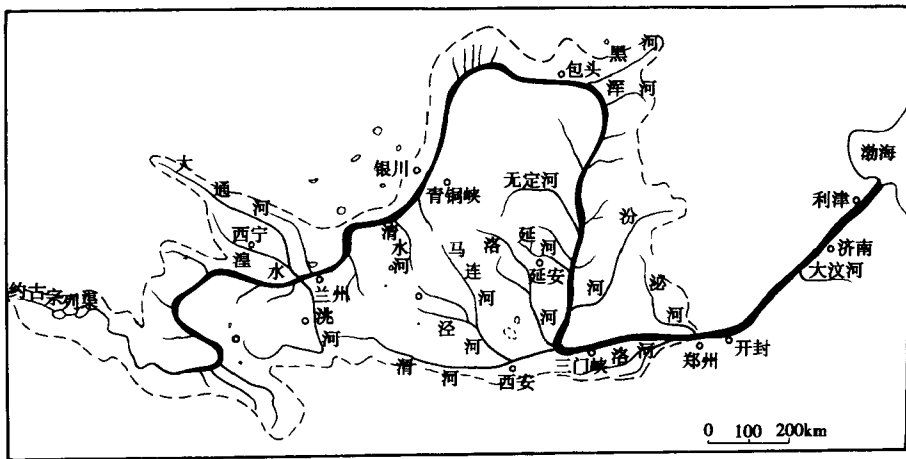 黑河
包头
浑河
渤海
大通河
银川
青铜峡
无定河
汾河
利津
西宁
湟水
清水河
马连河
洛河
延河
延安
济南
大汶河
约古宗列渠
兰州
洮河
泾河
泌河
渭河
西安
三门峡
洛河
郑州
开封
0 100 200km